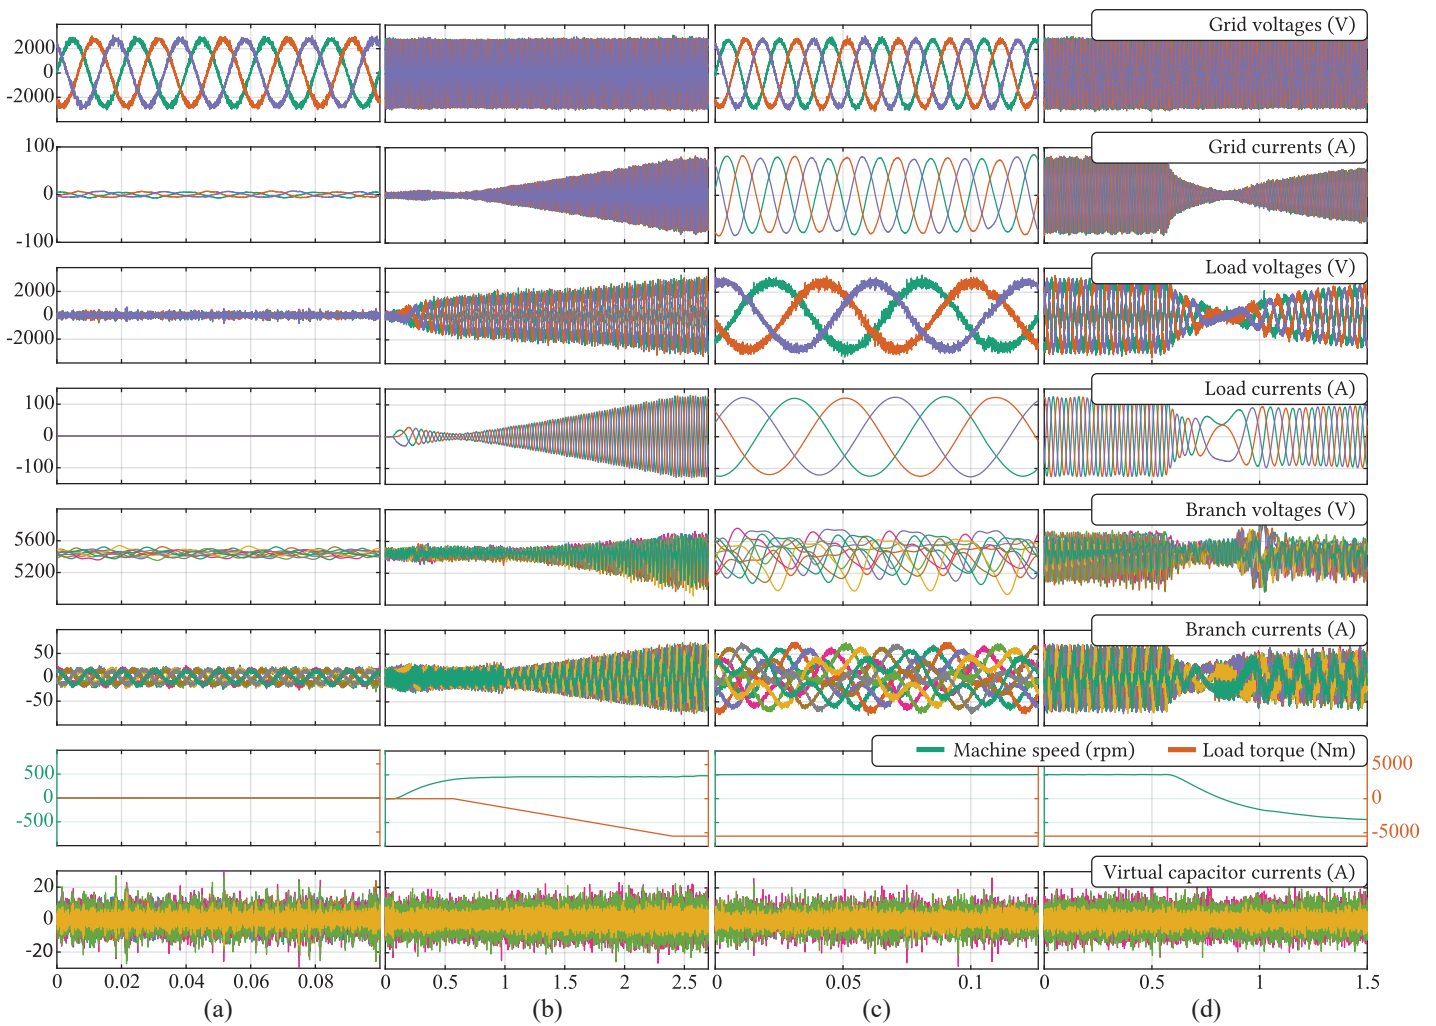 Grid voltages (V)
2000
0
-2000
Grid currents (A)
100
0
-100
Load voltages (V)
2000
0
-2000
Load currents (A)
100
0
-100
Branch voltages (V)
5600
5200
Branch currents (A)
50
0
-50
Machine speed (rpm) Load torque (Nm)
500 5000
0 0
-500 -5000
Virtual capacitor currents (A)
20
0
-20
0 0.02 0.04 0.06 0.08 0 0.5 1 1.5 2 2.5 0 0.05 0.1 0 0.5 1 1.5
(a) (b) (c) (d)